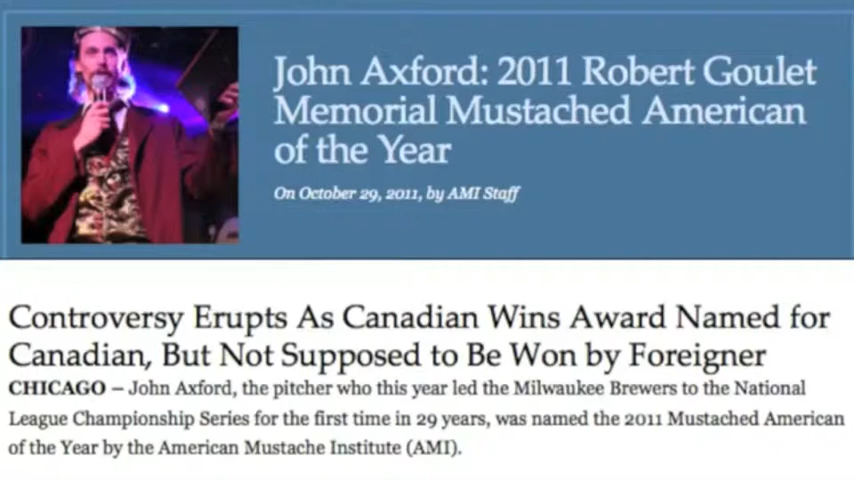 John Axford: 2011 Robert Goulet
Memorial Mustached American
of the Year
On October 29, 2011, by AMI Staff
Controversy Erupts As Canadian Wins Award Named for
Canadian, But Not Supposed to Be Won by Foreigner
CHICAGO – John Axford, the pitcher who this year led the Milwaukee Brewers to the National
League Championship Series for the first time in 29 years, was named the 2011 Mustached American
of the Year by the American Mustache Institute (AMI).